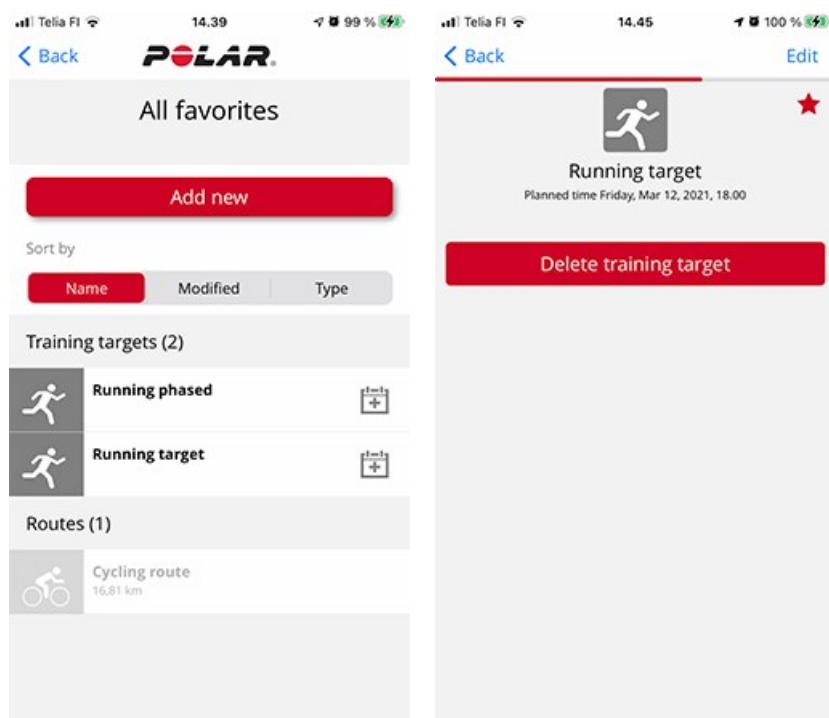 Telia FI 14.39 99 %
Back POLAR.
All favorites
Add new
Sort by
Name Modified Type
Training targets (2)
Running phased
Running target
Routes (1)
Cycling route
16,81 km
Telia FI 14.45 100 %
Back Edit
Running target
Planned time Friday, Mar 12, 2021, 18.00
Delete training target